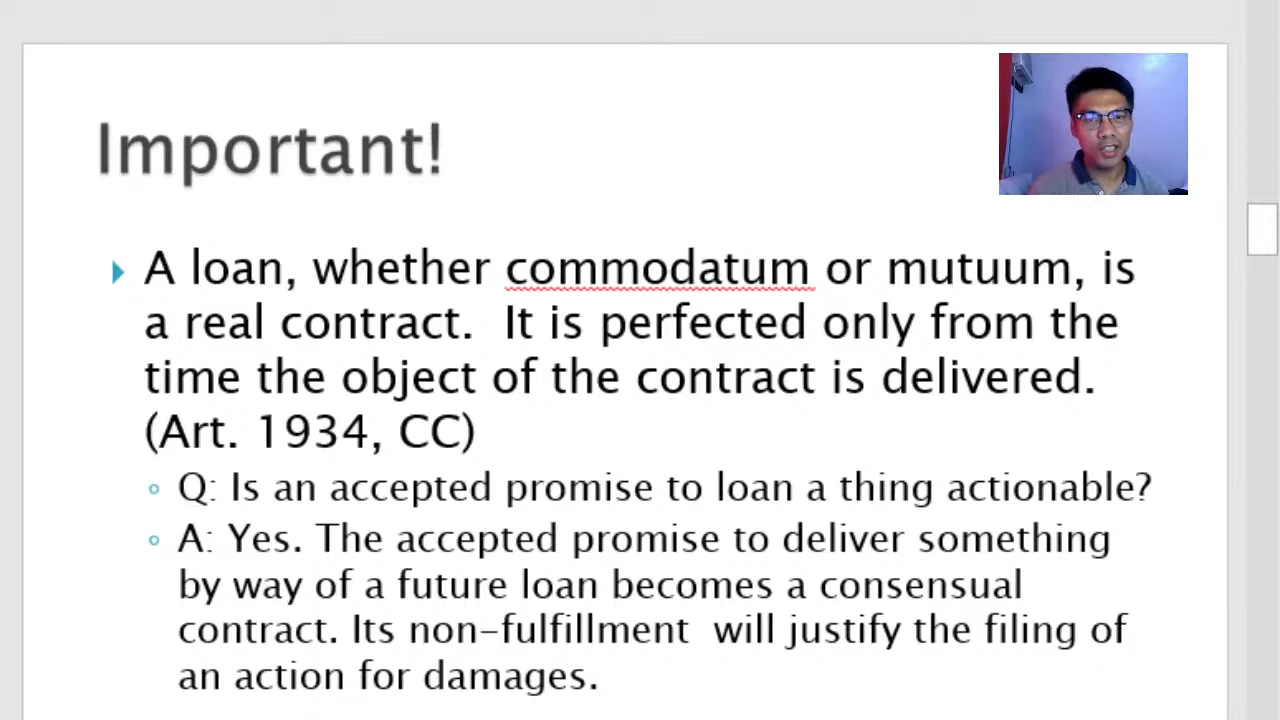 Important!
A loan, whether commodatum or mutuum, is
a real contract.  It is perfected only from the
time the object of the contract is delivered.
(Art. 1934, CC)
Q: Is an accepted promise to loan a thing actionable?
A: Yes. The accepted promise to deliver something
by way of a future loan becomes a consensual
contract. Its non-fulfillment  will justify the filing of
an action for damages.